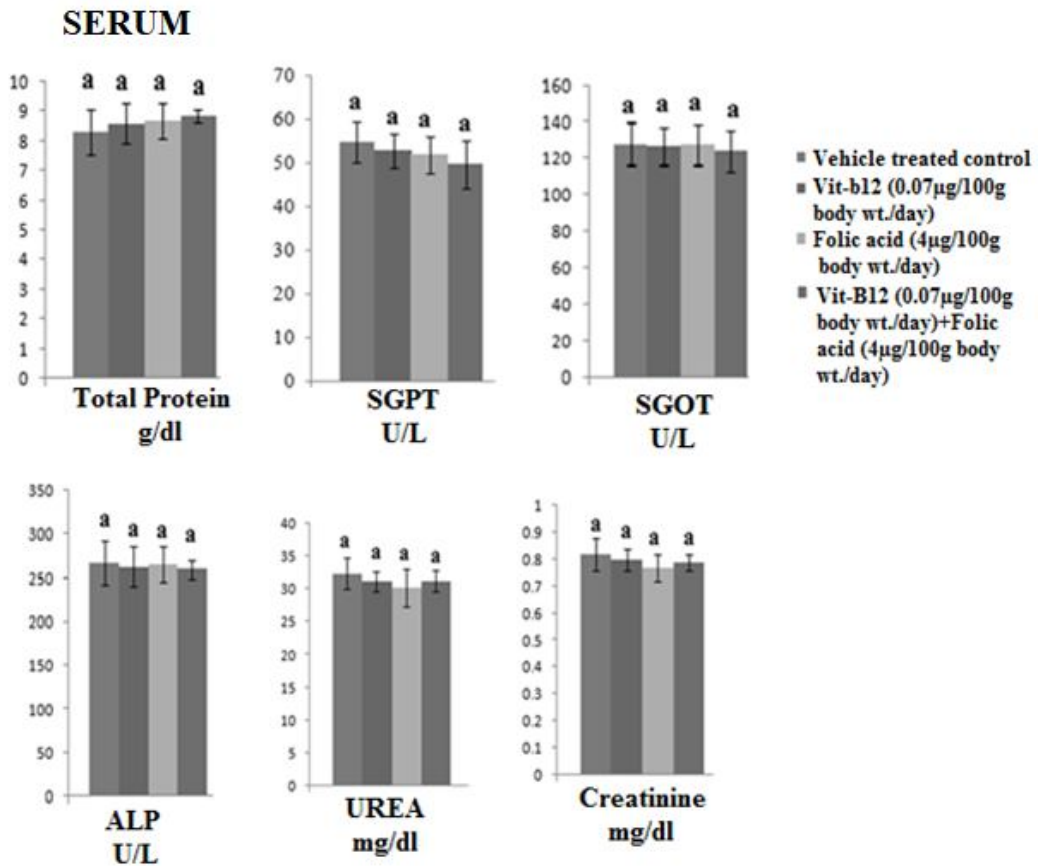 SERUM
a a a a
10
9
8
7
6
5
4
3
2
1
0
Total Protein
g/dl
a a a a
70
60
50
40
30
20
10
0
SGPT
U/L
a a a a
160
140
120
100
80
60
40
20
0
SGOT
U/L
Vehicle treated control
Vit-b12 (0.07µg/100g
body wt./day)
Folic acid (4µg/100g
body wt./day)
Vit-B12 (0.07µg/100g
body wt./day)+Folic
acid (4µg/100g body
wt./day)
a a a a
350
300
250
200
150
100
50
0
ALP
U/L
a a a a
40
35
30
25
20
15
10
5
0
UREA
mg/dl
a a a a
1
0.9
0.8
0.7
0.6
0.5
0.4
0.3
0.2
0.1
0
Creatinine
mg/dl